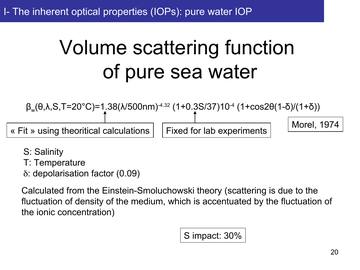 I- The inherent optical properties (IOPs): pure water IOP
Volume scattering function
of pure sea water
βw(θ,λ,S,T=20°C)=1.38(λ/500nm)-4.32 (1+0.3S/37)10-4 (1+cos2θ(1-δ)/(1+δ))
« Fit » using theoritical calculations
Fixed for lab experiments
Morel, 1974
S: Salinity
T: Temperature
δ: depolarisation factor (0.09)
Calculated from the Einstein-Smoluchowski theory (scattering is due to the
fluctuation of density of the medium, which is accentuated by the fluctuation of
the ionic concentration)
S impact: 30%
20